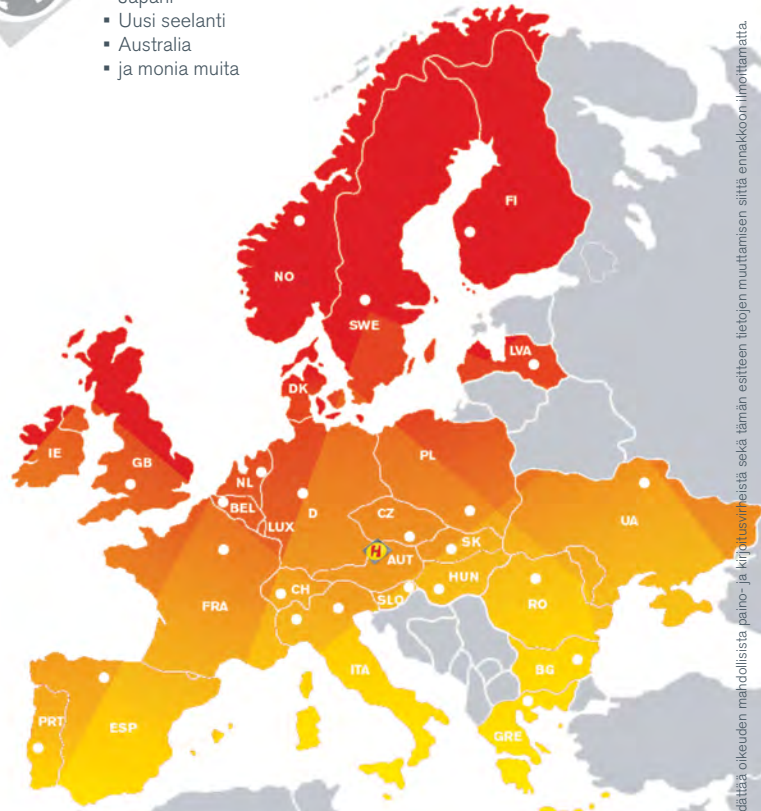 ▪ Uusi seelanti
▪ Australia
▪ ja monia muita
FI
NO
SWE
LVA
DK
IE
GB
NL
PL
BEL
D
LUX
CZ
UA
SK
H
AUT
HUN
CH
SLO
RO
FRA
ITA
BG
PRT
ESP
GRE
oikeuden mahdollisista paino- ja kirjoitusvirheistä sekä tämän esitteen tietojen muuttamisen siitä ennakkoon ilmoittamatta.